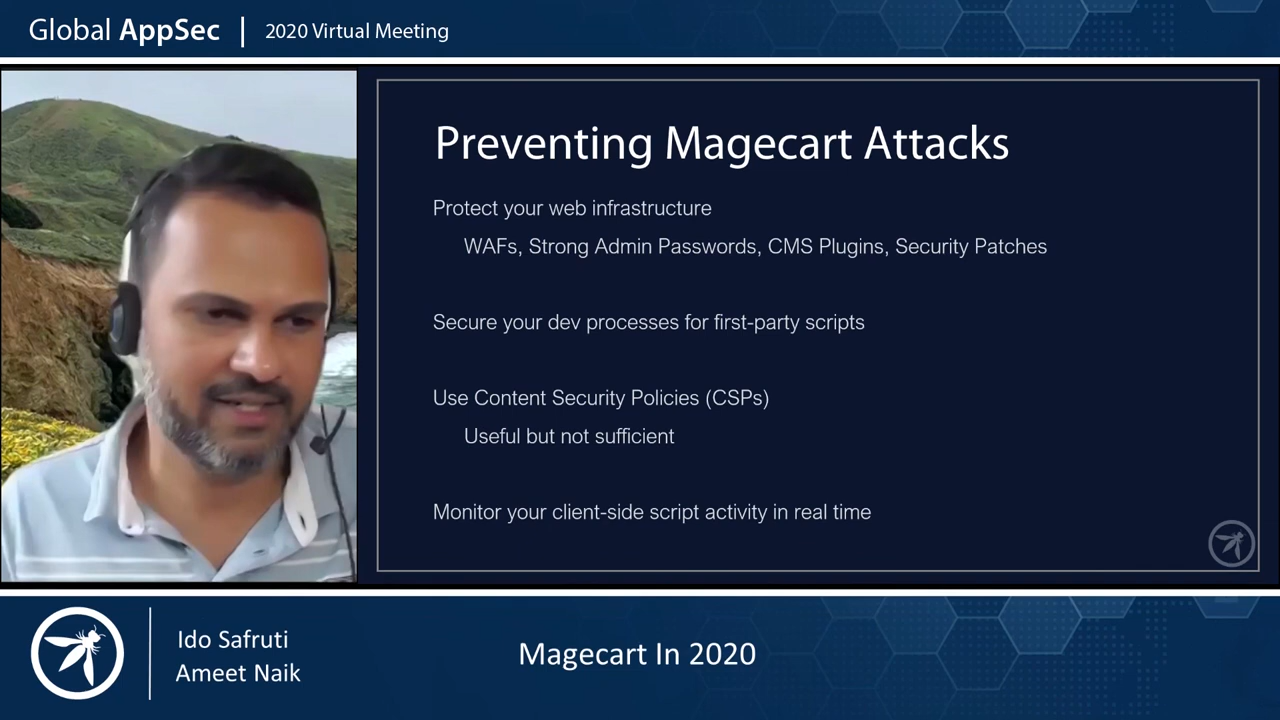 Global AppSec | 2020 Virtual Meeting
Preventing Magecart Attacks
Protect your web infrastructure
WAFs, Strong Admin Passwords, CMS Plugins, Security Patches
Secure your dev processes for first-party scripts
Use Content Security Policies (CSPs)
Useful but not sufficient
Monitor your client-side script activity in real time
Ido Safruti
Ameet Naik
Magecart In 2020